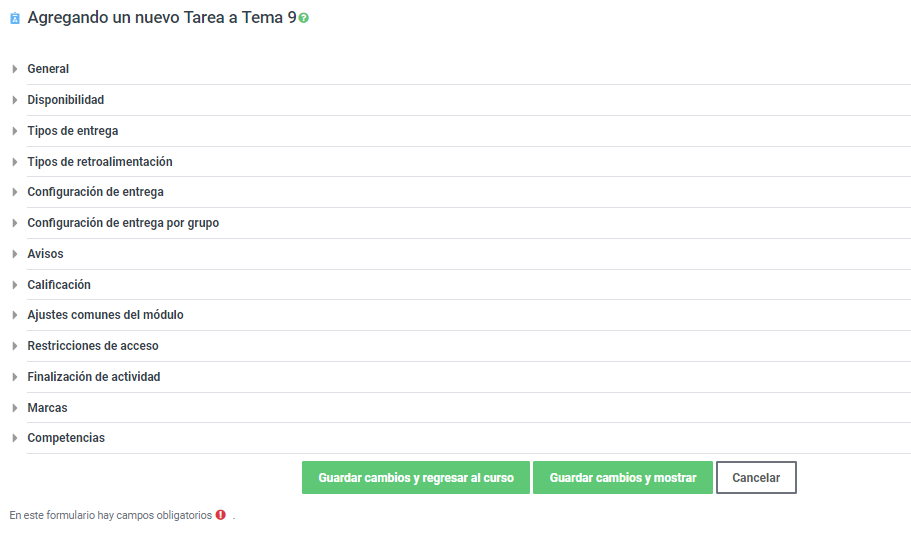 Agregando un nuevo Tarea a Tema 9
General
Disponibilidad
Tipos de entrega
Tipos de retroalimentación
Configuración de entrega
Configuración de entrega por grupo
Avisos
Calificación
Ajustes comunes del módulo
Restricciones de acceso
Finalización de actividad
Marcas
Competencias
Guardar cambios y regresar al curso Guardar cambios y mostrar Cancelar
En este formulario hay campos obligatorios .